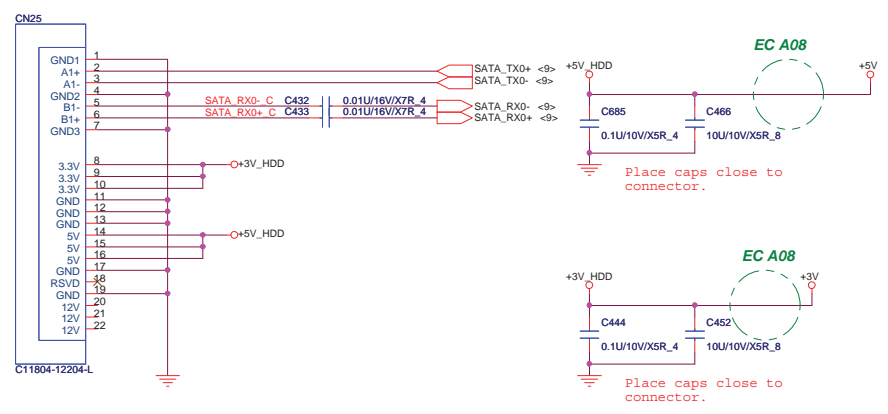 CN25
GND1 1
A1+ 2
A1- 3
GND2 4
B1- 5
B1+ 6
GND3 7
3.3V 8
3.3V 9
3.3V 10
GND 11
GND 12
GND 13
5V 14
5V 15
5V 16
GND 17
RSVD 18
GND 19
12V 20
12V 21
12V 22
C11804-12204-L
SATA_TX0+ <9>
SATA_TX0- <9>
SATA_RX0-_C C432 0.01U/16V/X7R_4 SATA_RX0- <9>
SATA_RX0+_C C433 0.01U/16V/X7R_4 SATA_RX0+ <9>
+3V_HDD
+5V_HDD
EC A08
+5V_HDD
+5V
C685
0.1U/10V/X5R_4
C466
10U/10V/X5R_8
Place caps close to
connector.
EC A08
+3V_HDD
+3V
C444
0.1U/10V/X5R_4
C452
10U/10V/X5R_8
Place caps close to
connector.